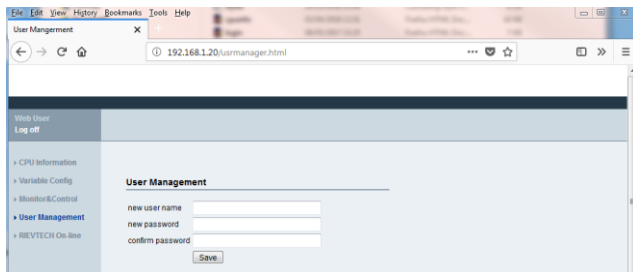 File Edit View History Bookmarks Tools Help
User Mangerment
192.168.1.20/usrmanager.html
Web User
Log off
CPU Information
Variable Config
Monitor&Control
User Management
RIEVTECH On-line
User Management
new user name
new password
confirm password
Save